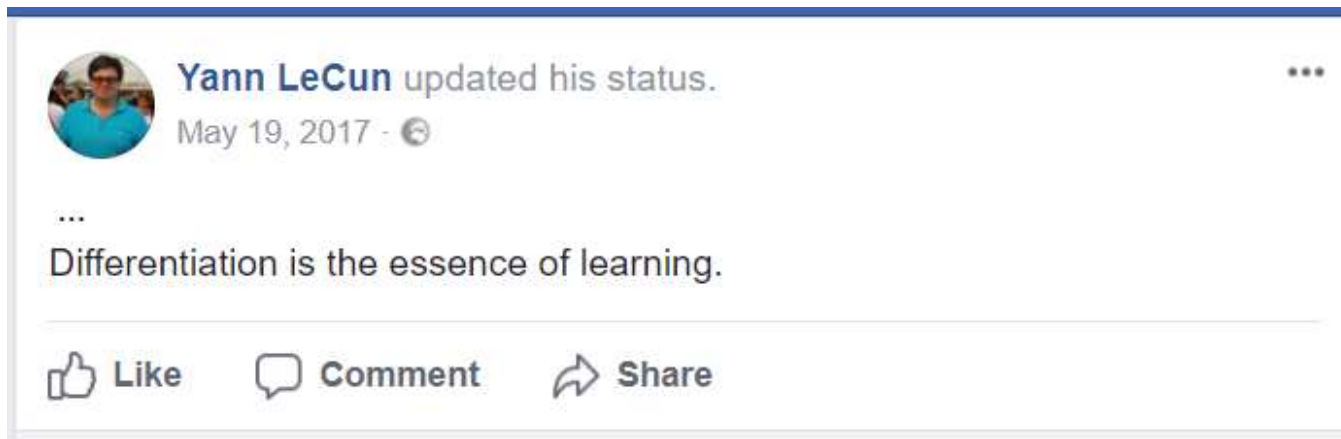 Yann LeCun updated his status.
May 19, 2017 ·
...
Differentiation is the essence of learning.
Like Comment Share